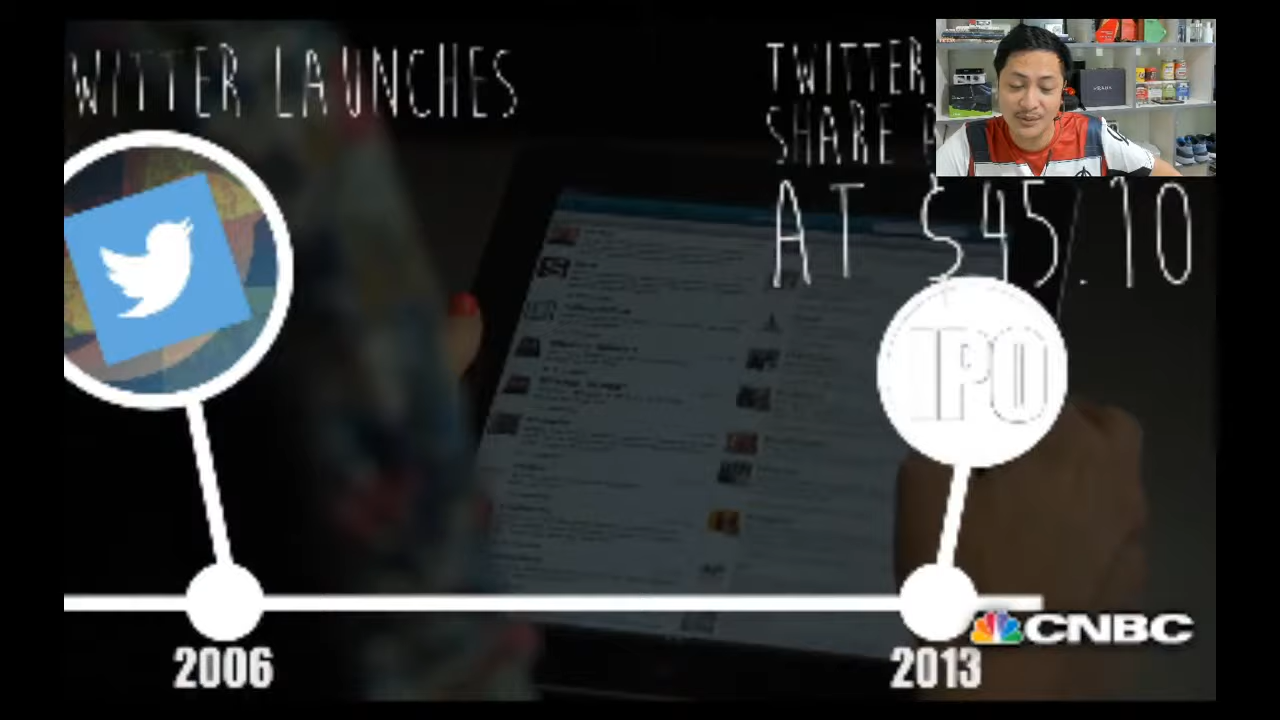 WITTER LAUNCHES
TWITTER
SHARE
AT $45.10
IPO
2006
2013
CNBC